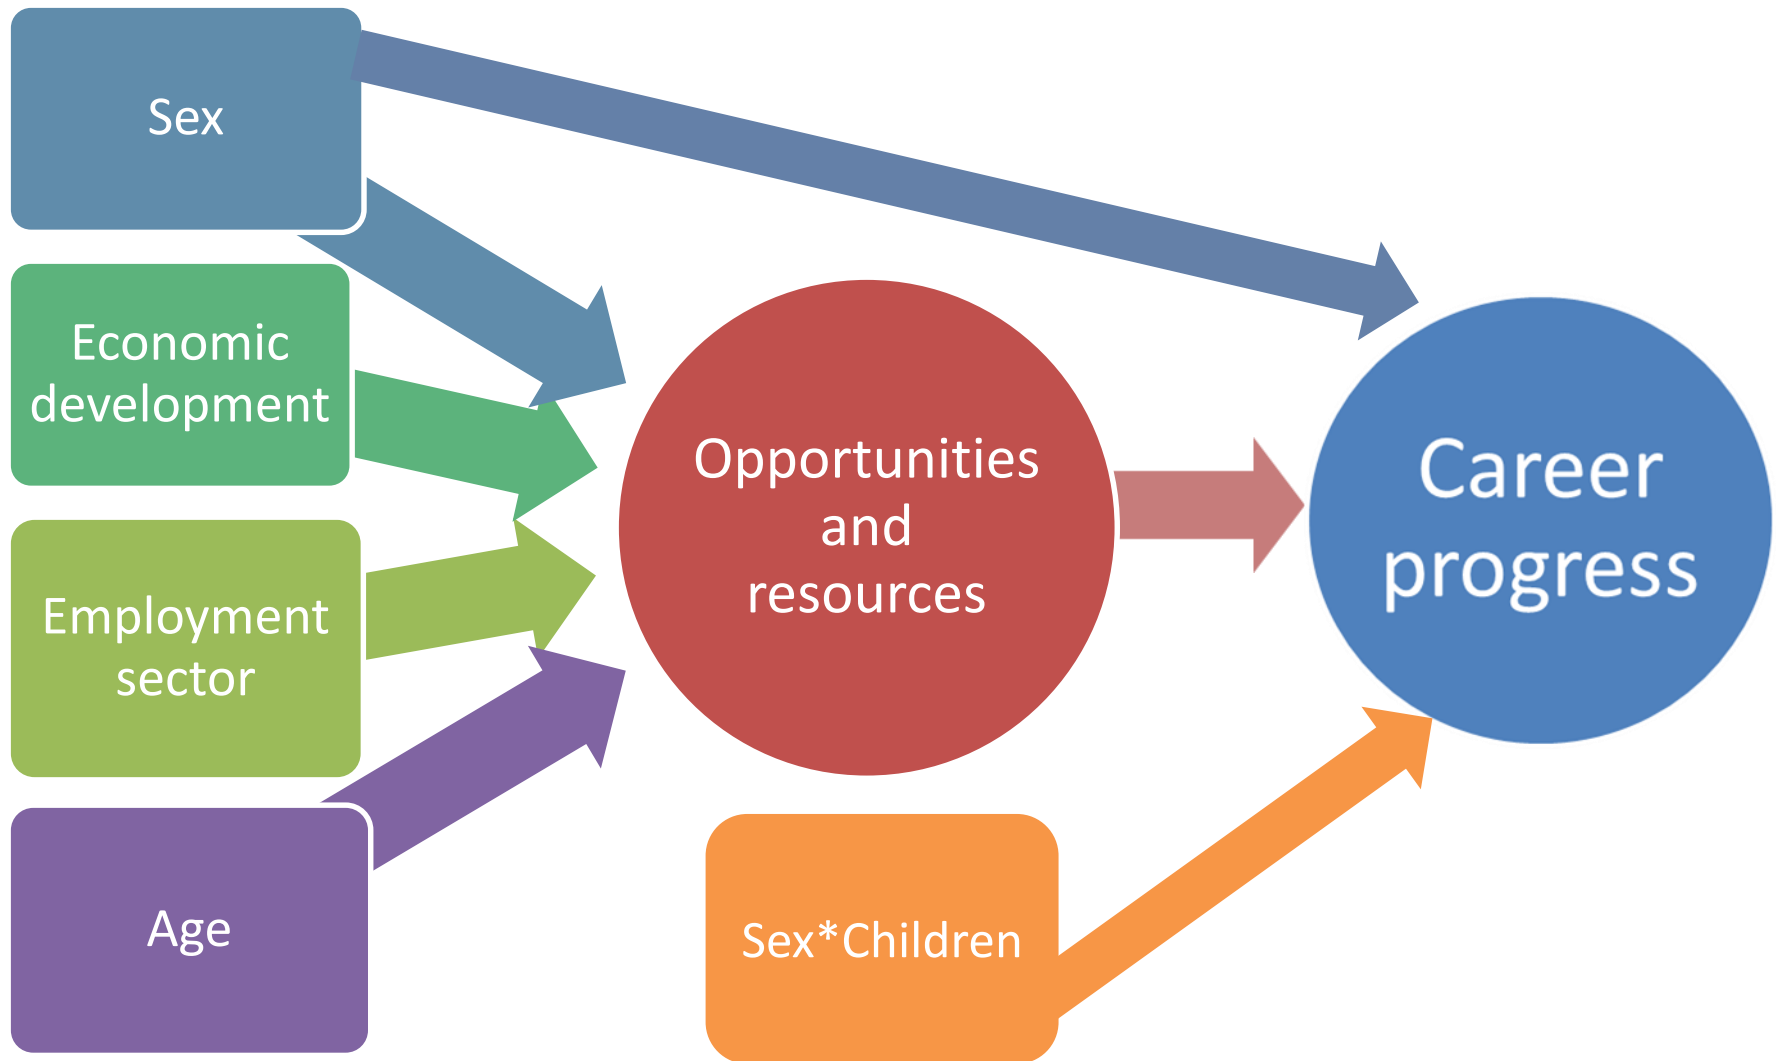 Sex
Economic
development
Employment
sector
Age
Opportunities
and
resources
Sex*Children
Career
progress